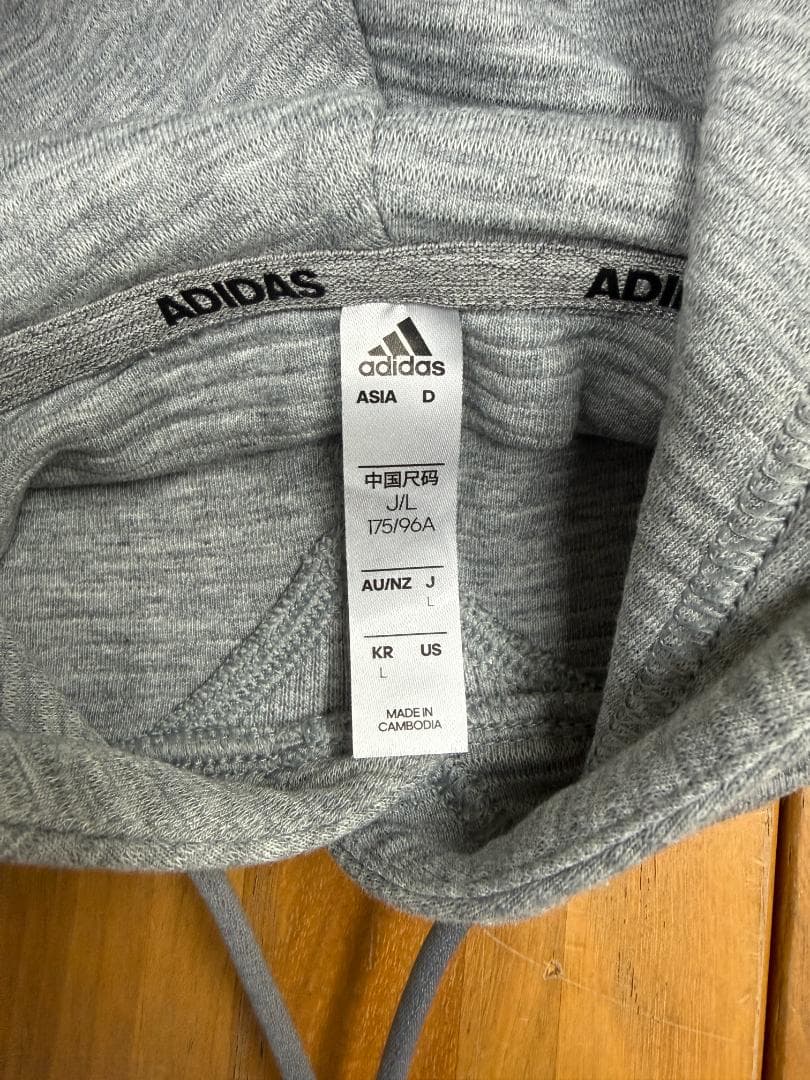 ADIDAS
ADI
adidas
ASIA D
中国尺码
J/L
175/96A
AU/NZ J
L
KR US
L
MADE IN
CAMBODIA